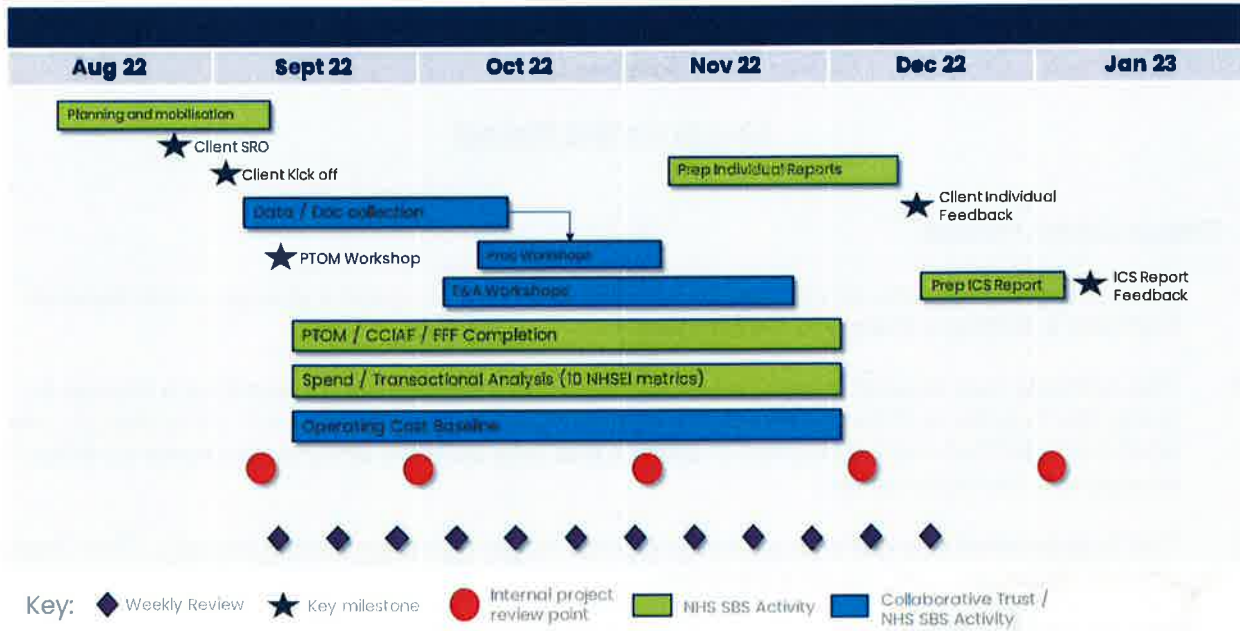 Aug 22
Sept 22
Oct 22
Nov 22
Dec 22
Jan 23
Planning and mobilisation
Client SRO
Client Kick off
Prep Individual Reports
Client Individual
Feedback
Data / Doc collection
PTOM Workshop
Proc Workshops
E&A Workshops
Prep ICS Report
ICS Report
Feedback
PTOM / CCIAF / FFF Completion
Spend / Transactional Analysis (10 NHSEI metrics)
Operating Cost Baseline
Key:
Weekly Review
Key milestone
Internal project
review point
NHS SBS Activity
Collaborative Trust /
NHS SBS Activity